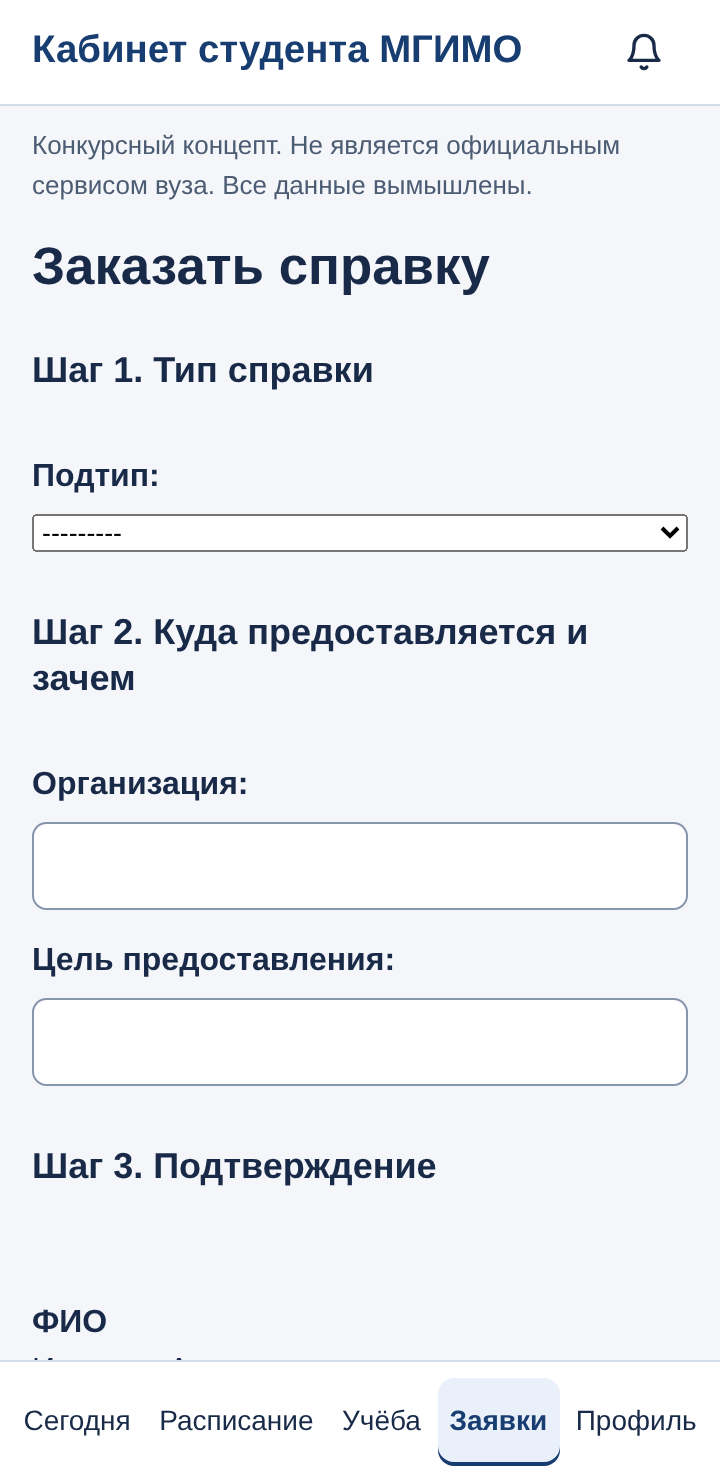 Кабинет студента МГИМО
Конкурсный концепт. Не является официальным
сервисом вуза. Все данные вымышлены.
Заказать справку
Шаг 1. Тип справки
Подтип:
---------
Шаг 2. Куда предоставляется и
зачем
Организация:
Цель предоставления:
Шаг 3. Подтверждение
ФИО
Сегодня Расписание Учёба Заявки Профиль